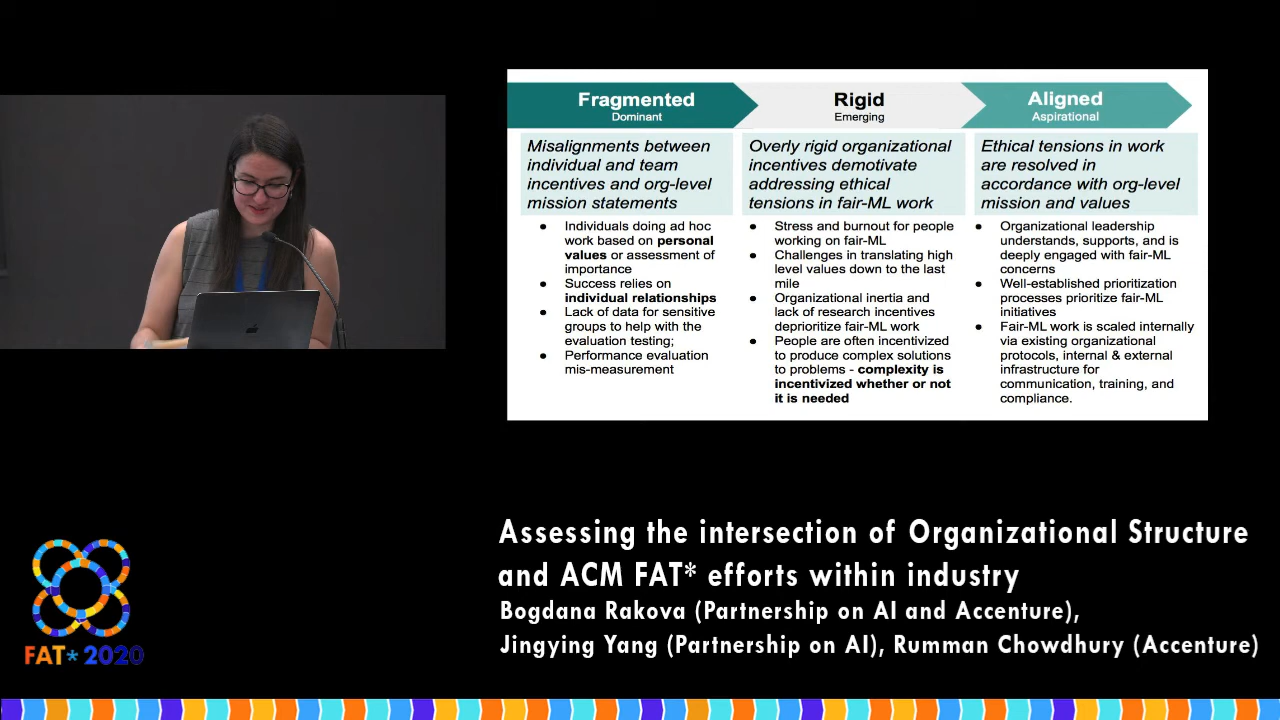 Fragmented
Dominant
Misalignments between
individual and team
incentives and org-level
mission statements
● Individuals doing ad hoc
work based on personal
values or assessment of
importance
● Success relies on
individual relationships
● Lack of data for sensitive
groups to help with the
evaluation testing;
● Performance evaluation
mis-measurement
Rigid
Emerging
Overly rigid organizational
incentives demotivate
addressing ethical
tensions in fair-ML work
● Stress and burnout for people
working on fair-ML
● Challenges in translating high
level values down to the last
mile
● Organizational inertia and
lack of research incentives
deprioritize fair-ML work
● People are often incentivized
to produce complex solutions
to problems - complexity is
incentivized whether or not
it is needed
Aligned
Aspirational
Ethical tensions in work
are resolved in
accordance with org-level
mission and values
● Organizational leadership
understands, supports, and is
deeply engaged with fair-ML
concerns
● Well-established prioritization
processes prioritize fair-ML
initiatives
● Fair-ML work is scaled internally
via existing organizational
protocols, internal & external
infrastructure for
communication, training, and
compliance.
Assessing the intersection of Organizational Structure
and ACM FAT* efforts within industry
Bogdana Rakova (Partnership on AI and Accenture),
Jingying Yang (Partnership on AI), Rumman Chowdhury (Accenture)
FAT* 2020